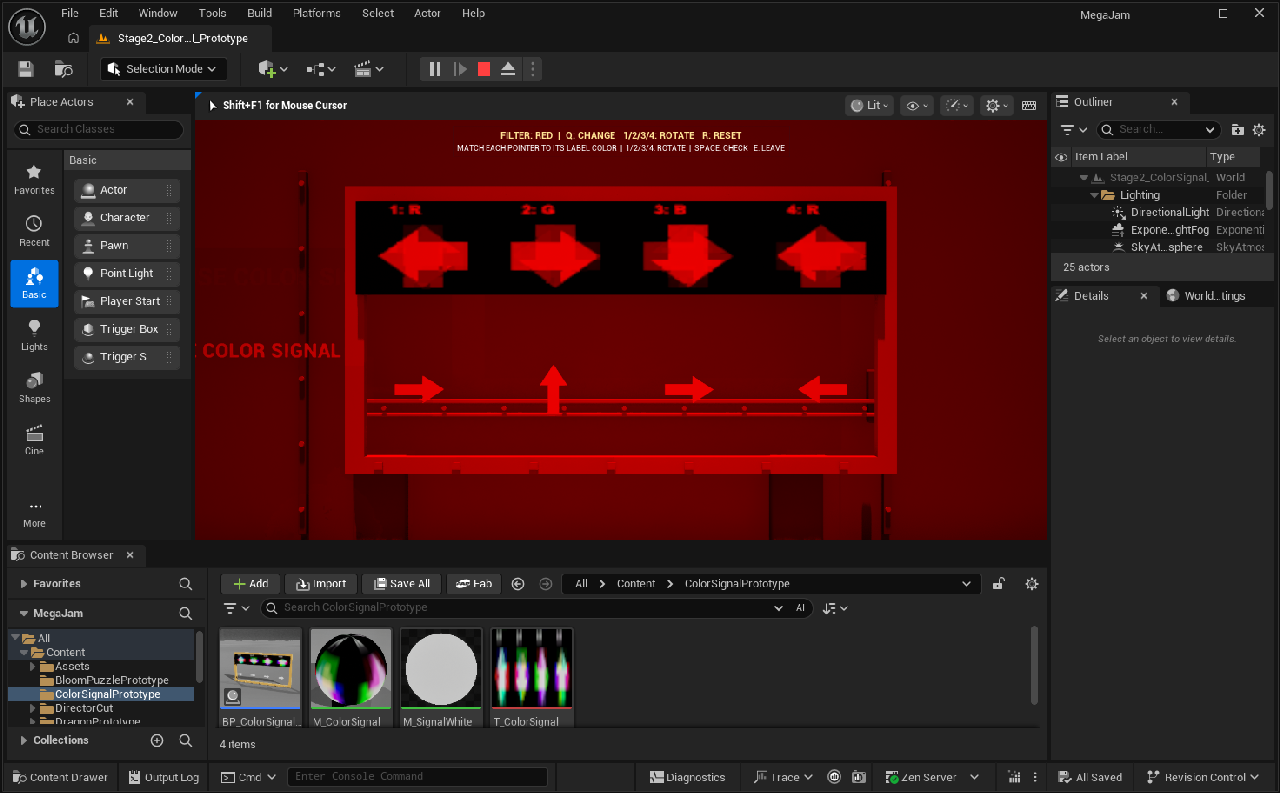 File Edit Window Tools Build Platforms Select Actor Help
MegaJam
Stage2_Color...l_Prototype
Selection Mode
Place Actors
Search Classes
Basic
Favorites
Recent
Basic
Lights
Shapes
Cine
More
Actor
Character
Pawn
Point Light
Player Start
Trigger Box
Trigger S
Shift+F1 for Mouse Cursor
Lit
FILTER: RED | Q: CHANGE 1/2/3/4: ROTATE R: RESET
MATCH EACH POINTER TO ITS LABEL COLOR | 1/2/3/4: ROTATE | SPACE: CHECK E: LEAVE
1: R 2: G 3: B 4: R
COLOR SIGNAL
Outliner
Search...
Item Label Type
Stage2_ColorSignal_ World
Lighting Folder
DirectionalLight Directiona
Expone...ghtFog Exponenti
SkyAt...sphere SkyAtmos
25 actors
Details World...tings
Select an object to view details.
Content Browser
Favorites
MegaJam
All
Content
Assets
BloomPuzzlePrototype
ColorSignalPrototype
DirectorCut
DragonPrototype
Collections
Add Import Save All Fab All Content ColorSignalPrototype
Search ColorSignalPrototype
AI
BP_ColorSignal... M_ColorSignal M_SignalWhite T_ColorSignal
4 items
Content Drawer Output Log Cmd Enter Console Command Diagnostics Trace Zen Server All Saved Revision Control